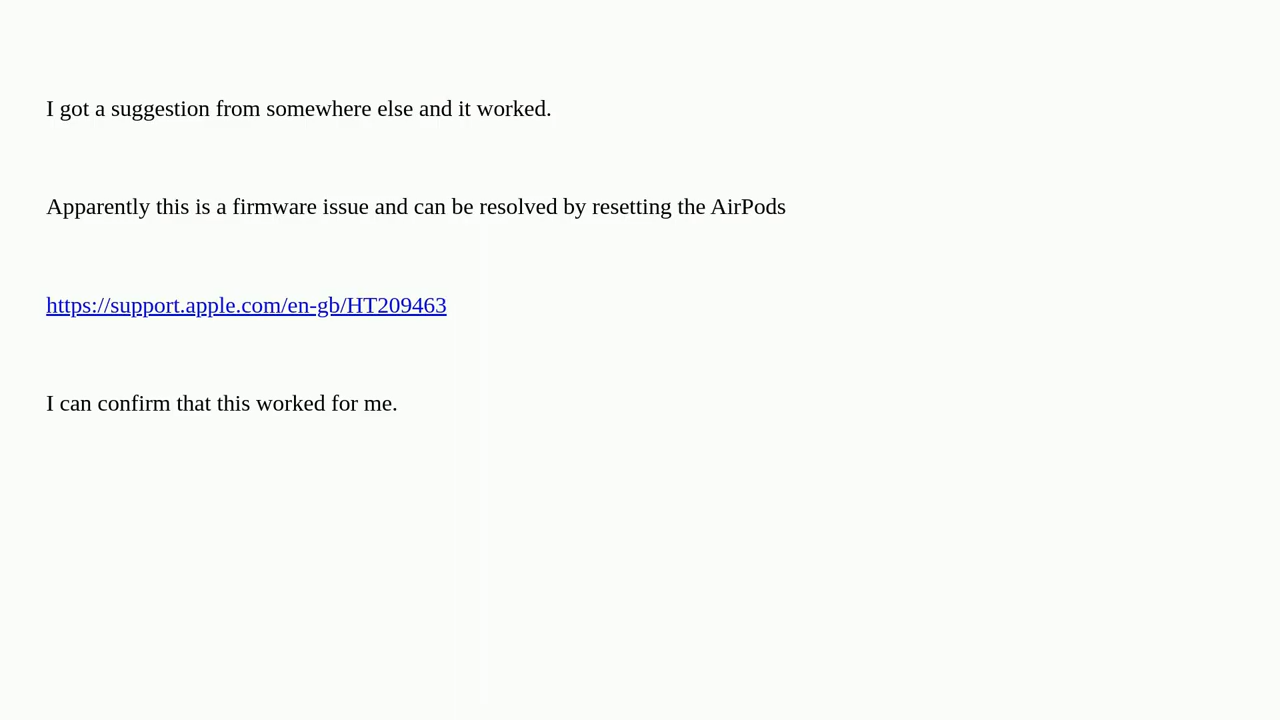 I got a suggestion from somewhere else and it worked.
Apparently this is a firmware issue and can be resolved by resetting the AirPods
https://support.apple.com/en-gb/HT209463
I can confirm that this worked for me.